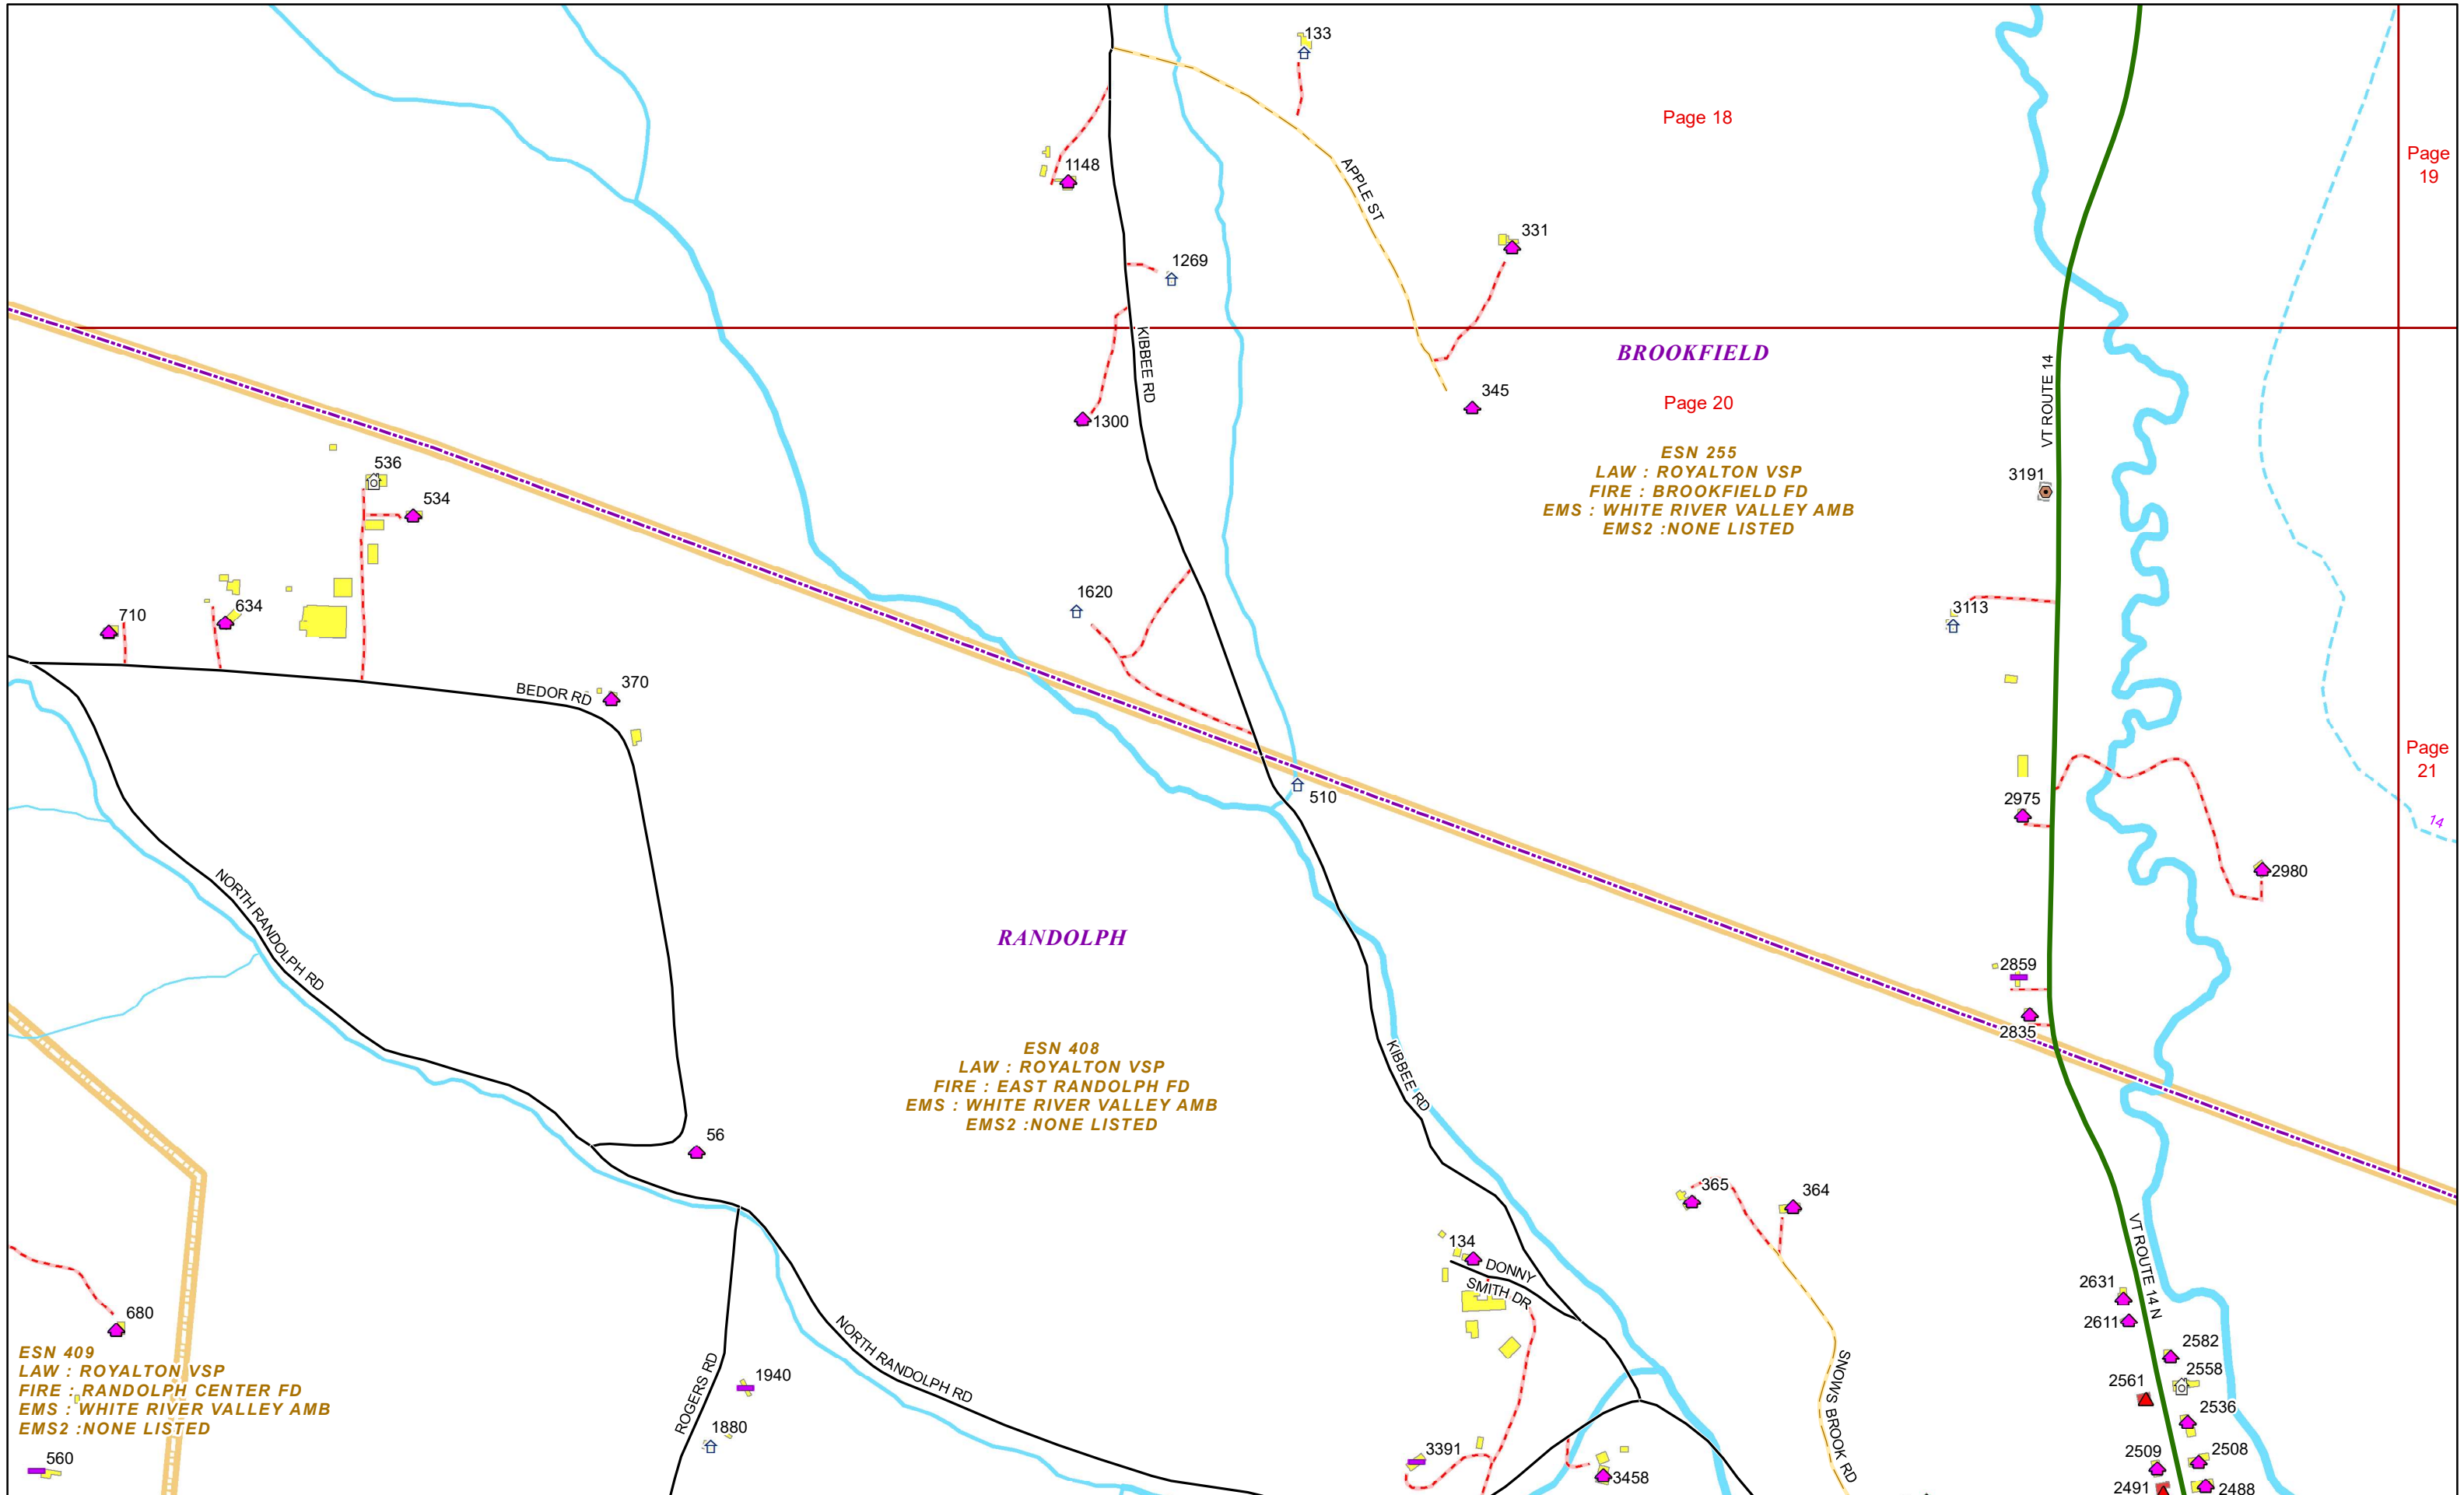 133
Page 18
Page
19
1148
APPLE ST
331
1269
KIBBEE RD
BROOKFIELD
VT ROUTE 14
345
Page 20
1300
ESN 255
LAW : ROYALTON VSP
FIRE : BROOKFIELD FD
EMS : WHITE RIVER VALLEY AMB
EMS2 :NONE LISTED
536
534
3191
1620
3113
634
710
370
BEDOR RD
Page
21
510
2975
14
2980
NORTH RANDOLPH RD
RANDOLPH
2859
2835
ESN 408
LAW : ROYALTON VSP
FIRE : EAST RANDOLPH FD
EMS : WHITE RIVER VALLEY AMB
EMS2 :NONE LISTED
KIBBEE RD
56
365
364
134
DONNY
SMITH DR
VT ROUTE 14 N
2631
2611
680
ESN 409
LAW : ROYALTON VSP
FIRE : RANDOLPH CENTER FD
EMS : WHITE RIVER VALLEY AMB
EMS2 :NONE LISTED
NORTH RANDOLPH RD
ROGERS RD
1940
1880
SNOWS BROOK RD
2582
2558
2561
2536
560
3391
3458
2509
2508
2491
2488